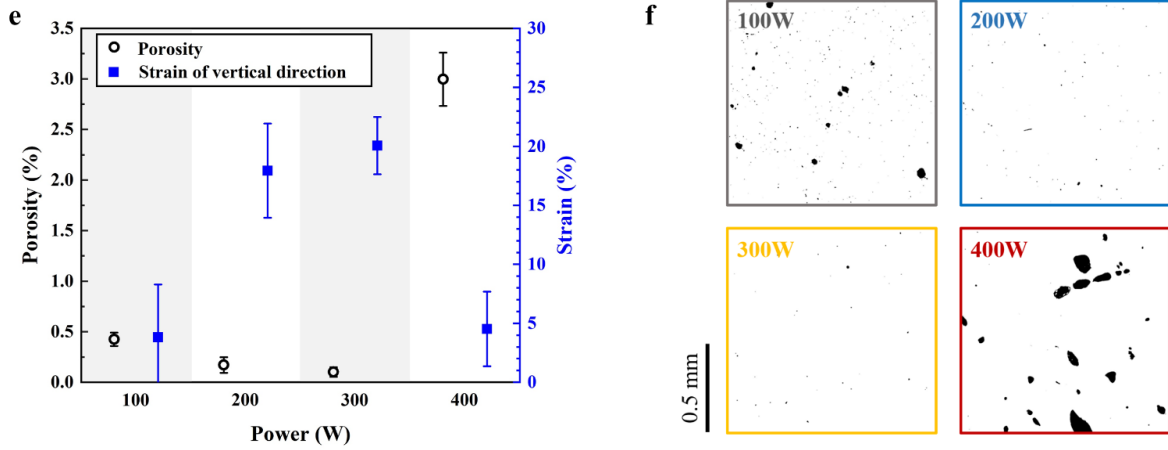 e
3.5
3.0
2.5
2.0
1.5
1.0
0.5
0.0
Porosity (%)
Porosity
Strain of vertical direction
30
25
20
15
10
5
0
Strain (%)
100 200 300 400
Power (W)
f
100W
200W
300W
400W
0.5 mm